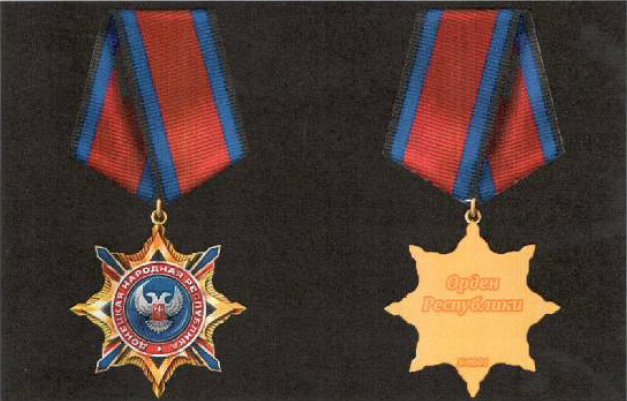 ДОНЕЦКАЯ НАРОДНАЯ РЕСПУБЛИКА
Орден
Республики